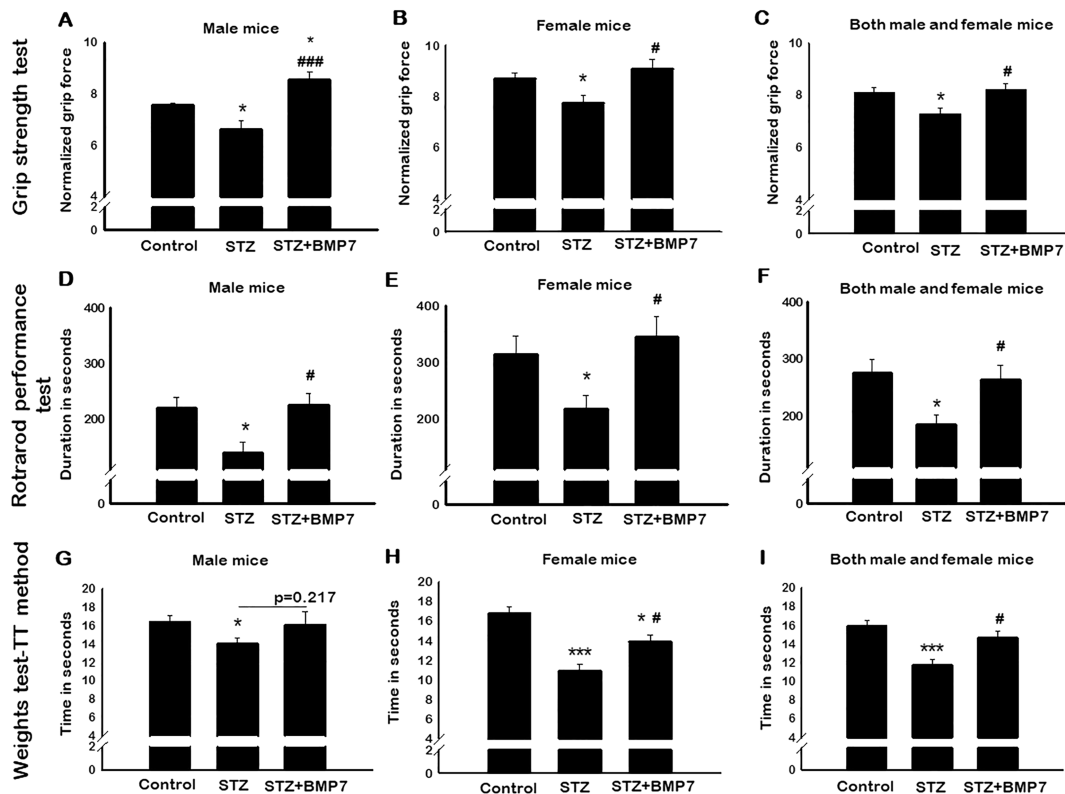 Grip strength test
A
Male mice
Normalized grip force
10
8
6
4
2
0
*
*
###
Control
STZ
STZ+BMP7
B
Female mice
Normalized grip force
10
8
6
4
2
0
*
#
Control
STZ
STZ+BMP7
C
Both male and female mice
Normalized grip force
10
8
6
4
2
0
*
#
Control
STZ
STZ+BMP7
Rotrarod performance
test
D
Male mice
Duration in seconds
400
300
200
0
*
#
Control
STZ
STZ+BMP7
E
Female mice
Duration in seconds
400
300
200
0
*
#
Control
STZ
STZ+BMP7
F
Both male and female mice
Duration in seconds
400
300
200
0
*
#
Control
STZ
STZ+BMP7
Weights test-TT method
G
Male mice
Time in seconds
20
18
16
14
12
10
8
6
4
2
0
*
p=0.217
Control
STZ
STZ+BMP7
H
Female mice
Time in seconds
20
18
16
14
12
10
8
6
4
2
0
***
* #
Control
STZ
STZ+BMP7
I
Both male and female mice
Time in seconds
20
18
16
14
12
10
8
6
4
2
0
***
#
Control
STZ
STZ+BMP7